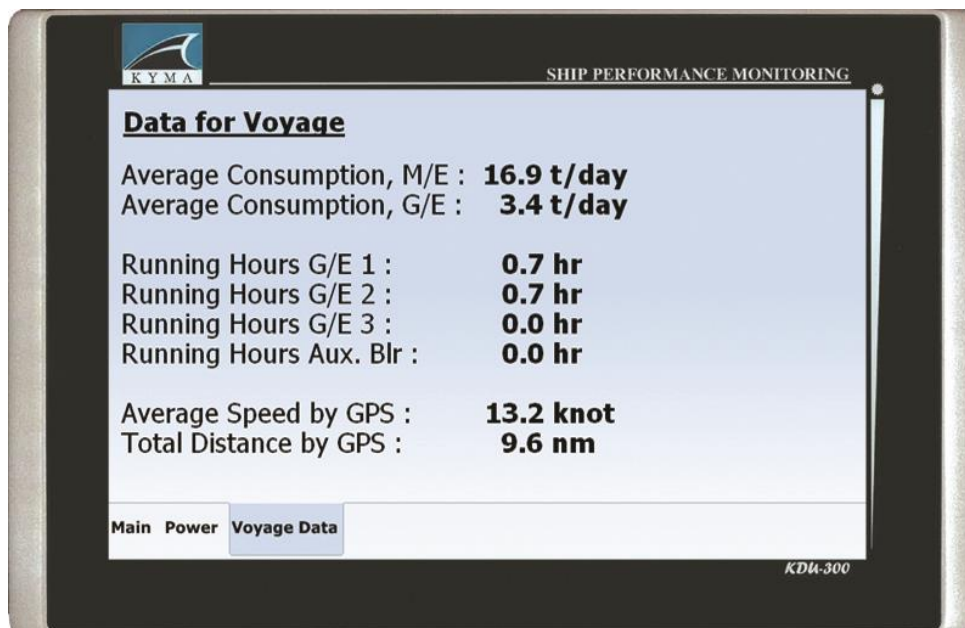 KYMA
SHIP PERFORMANCE MONITORING
Data for Voyage
Average Consumption, M/E : 16.9 t/day
Average Consumption, G/E : 3.4 t/day
Running Hours G/E 1 : 0.7 hr
Running Hours G/E 2 : 0.7 hr
Running Hours G/E 3 : 0.0 hr
Running Hours Aux. Blr : 0.0 hr
Average Speed by GPS : 13.2 knot
Total Distance by GPS : 9.6 nm
Main Power Voyage Data
KDU-300